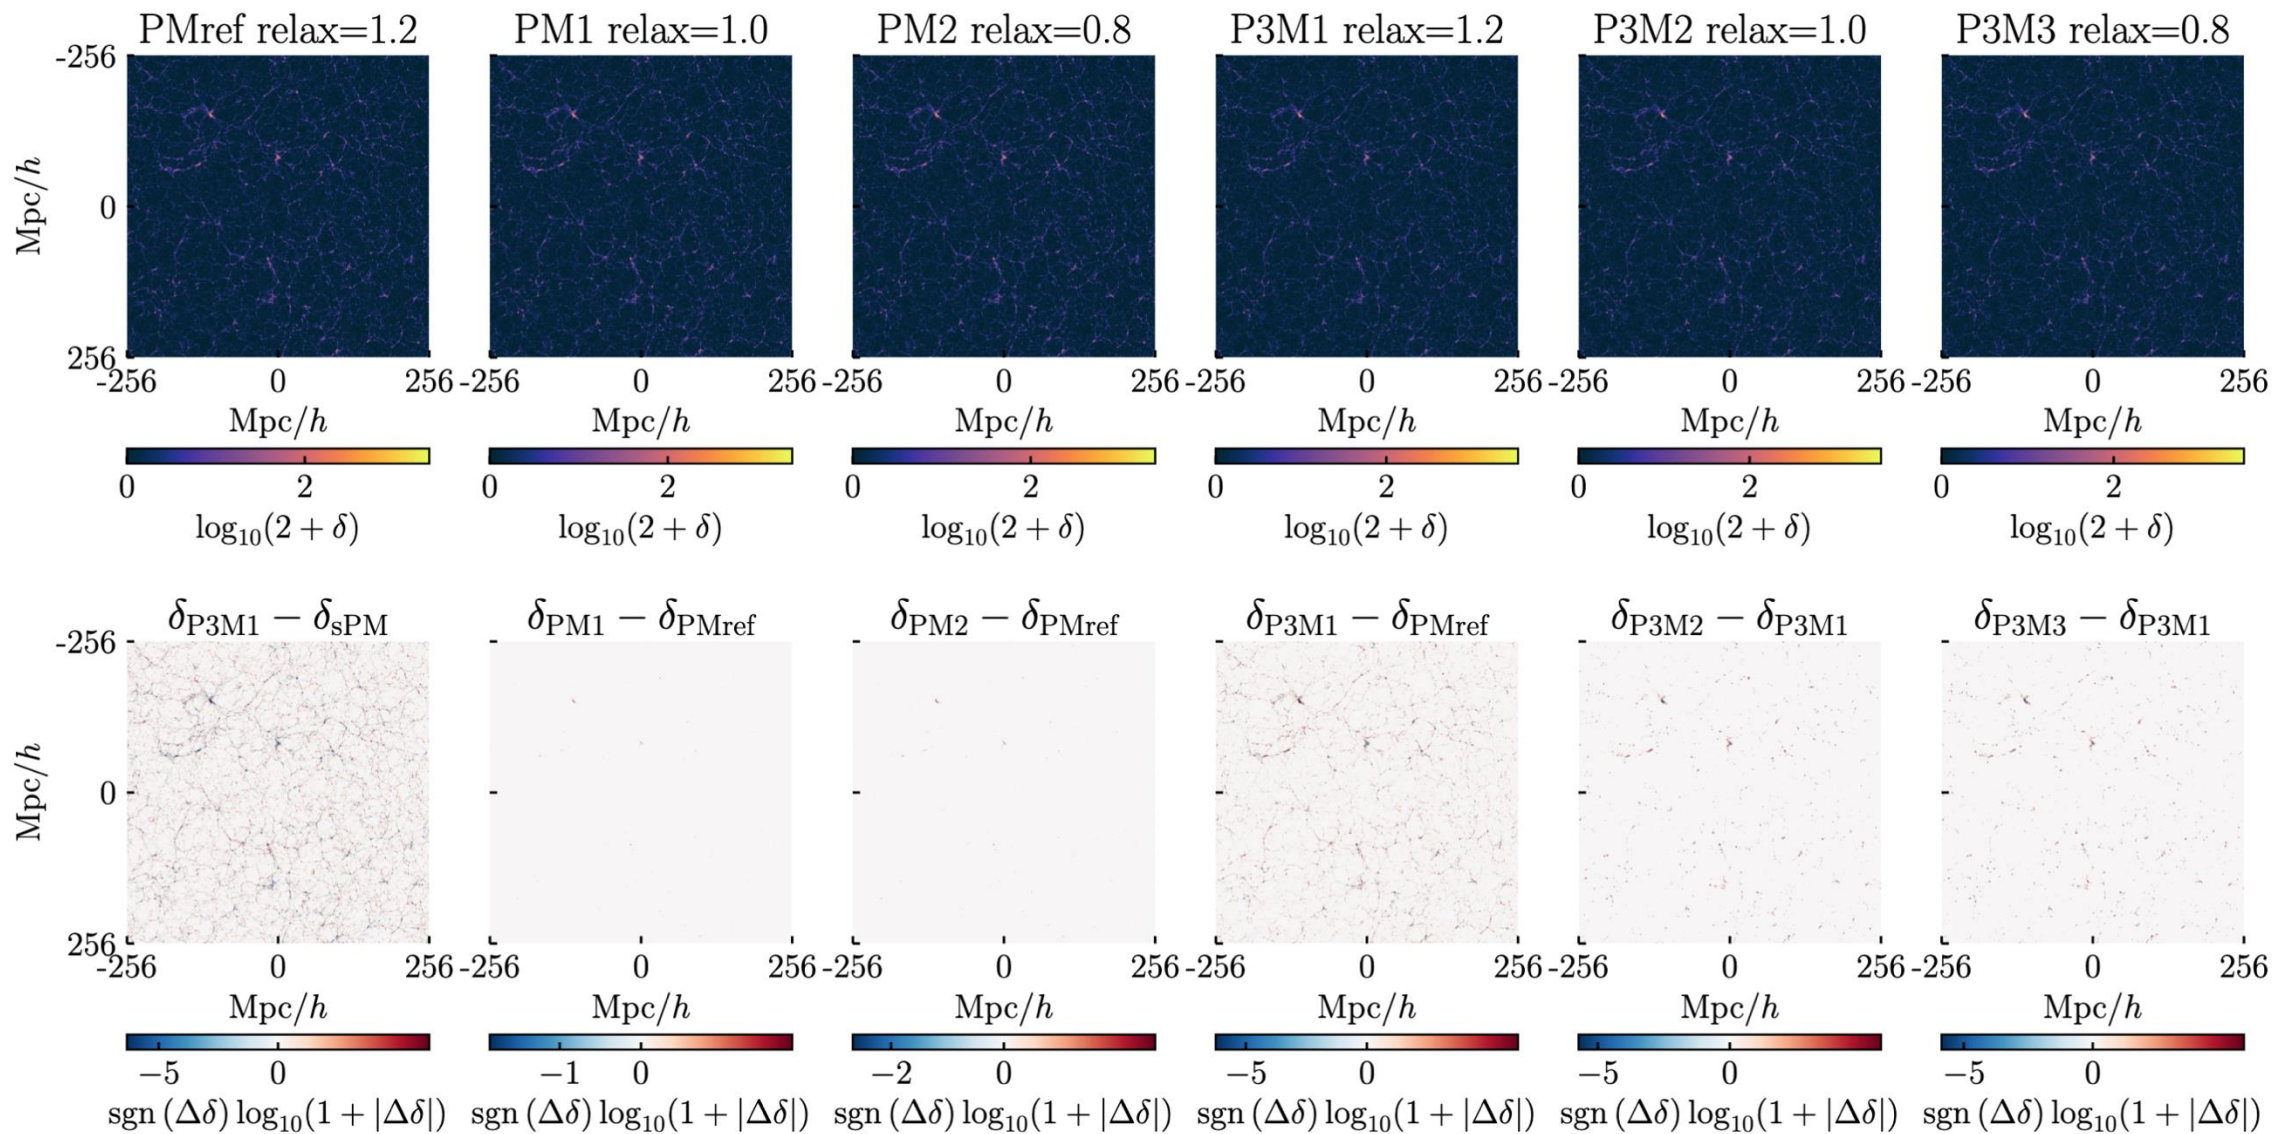 PMref relax=1.2 PM1 relax=1.0 PM2 relax=0.8 P3M1 relax=1.2 P3M2 relax=1.0 P3M3 relax=0.8
-256
Mpc/h
0
256
-256 0 256 -256 0 256 -256 0 256 -256 0 256 -256 0 256 -256 0 256
Mpc/h Mpc/h Mpc/h Mpc/h Mpc/h Mpc/h
0 2 0 2 0 2 0 2 0 2 0 2
log₁₀(2 + δ) log₁₀(2 + δ) log₁₀(2 + δ) log₁₀(2 + δ) log₁₀(2 + δ) log₁₀(2 + δ)
δP3M1 − δsPM δPM1 − δPMref δPM2 − δPMref δP3M1 − δPMref δP3M2 − δP3M1 δP3M3 − δP3M1
-256
Mpc/h
0
256
-256 0 256 -256 0 256 -256 0 256 -256 0 256 -256 0 256 -256 0 256
Mpc/h Mpc/h Mpc/h Mpc/h Mpc/h Mpc/h
−5 0 −1 0 −2 0 −5 0 −5 0 −5 0
sgn (Δδ) log₁₀(1 + |Δδ|) sgn (Δδ) log₁₀(1 + |Δδ|) sgn (Δδ) log₁₀(1 + |Δδ|) sgn (Δδ) log₁₀(1 + |Δδ|) sgn (Δδ) log₁₀(1 + |Δδ|) sgn (Δδ) log₁₀(1 + |Δδ|)